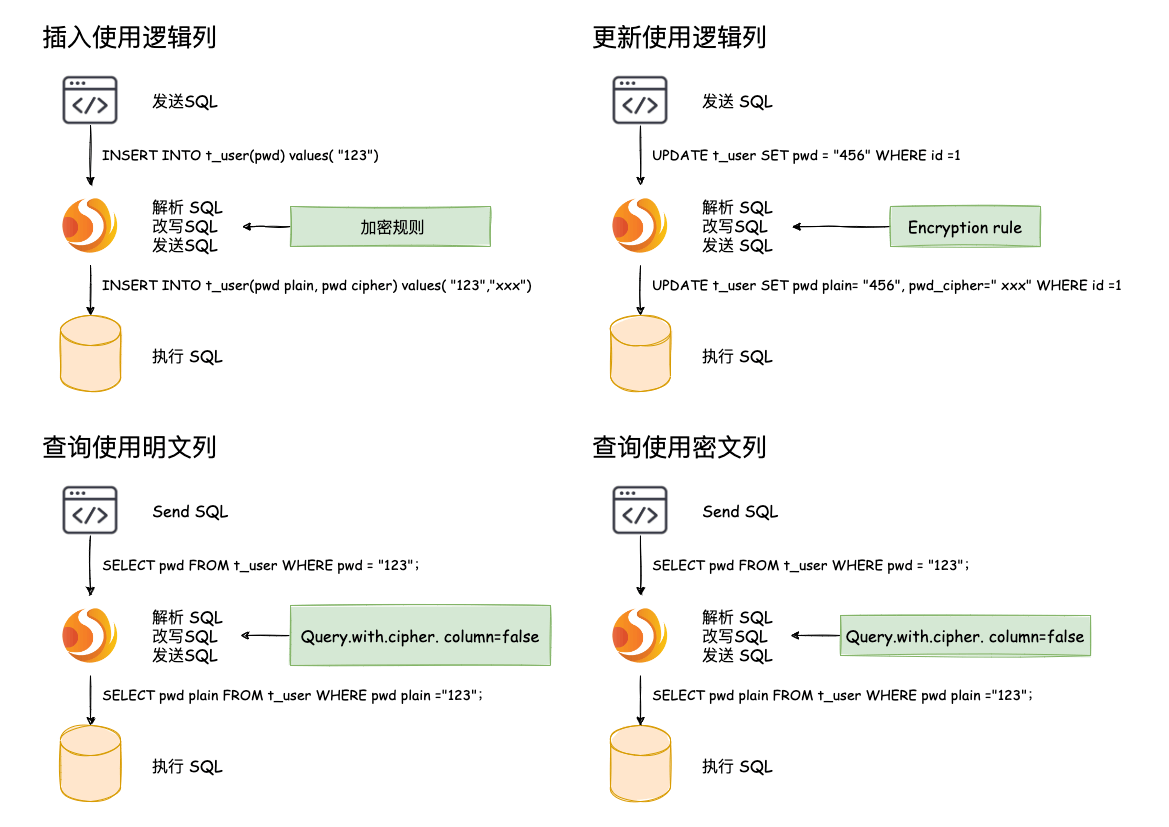 插入使用逻辑列
发送SQL
INSERT INTO t_user(pwd) values( "123")
解析 SQL
改写SQL
发送SQL
加密规则
INSERT INTO t_user(pwd plain, pwd cipher) values( "123","xxx")
执行 SQL
更新使用逻辑列
发送 SQL
UPDATE t_user SET pwd = "456" WHERE id =1
解析 SQL
改写SQL
发送 SQL
Encryption rule
UPDATE t_user SET pwd plain= "456", pwd_cipher=" xxx" WHERE id =1
执行 SQL
查询使用明文列
Send SQL
SELECT pwd FROM t_user WHERE pwd = "123";
解析 SQL
改写SQL
发送SQL
Query.with.cipher. column=false
SELECT pwd plain FROM t_user WHERE pwd plain ="123";
执行 SQL
查询使用密文列
Send SQL
SELECT pwd FROM t_user WHERE pwd = "123";
解析 SQL
改写SQL
发送 SQL
Query.with.cipher. column=false
SELECT pwd plain FROM t_user WHERE pwd plain ="123";
执行 SQL